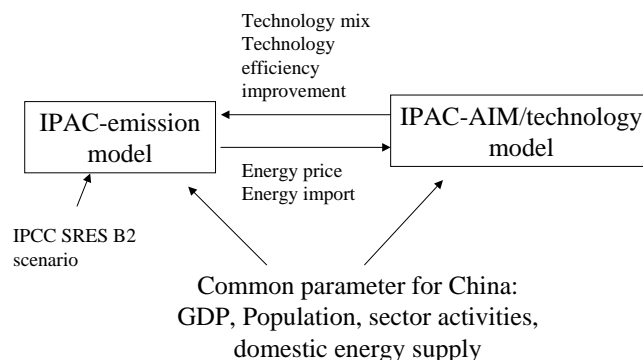 Technology mix
Technology
efficiency
improvement
IPAC-emission
model
IPAC-AIM/technology
model
Energy price
Energy import
IPCC SRES B2
scenario
Common parameter for China:
GDP, Population, sector activities,
domestic energy supply